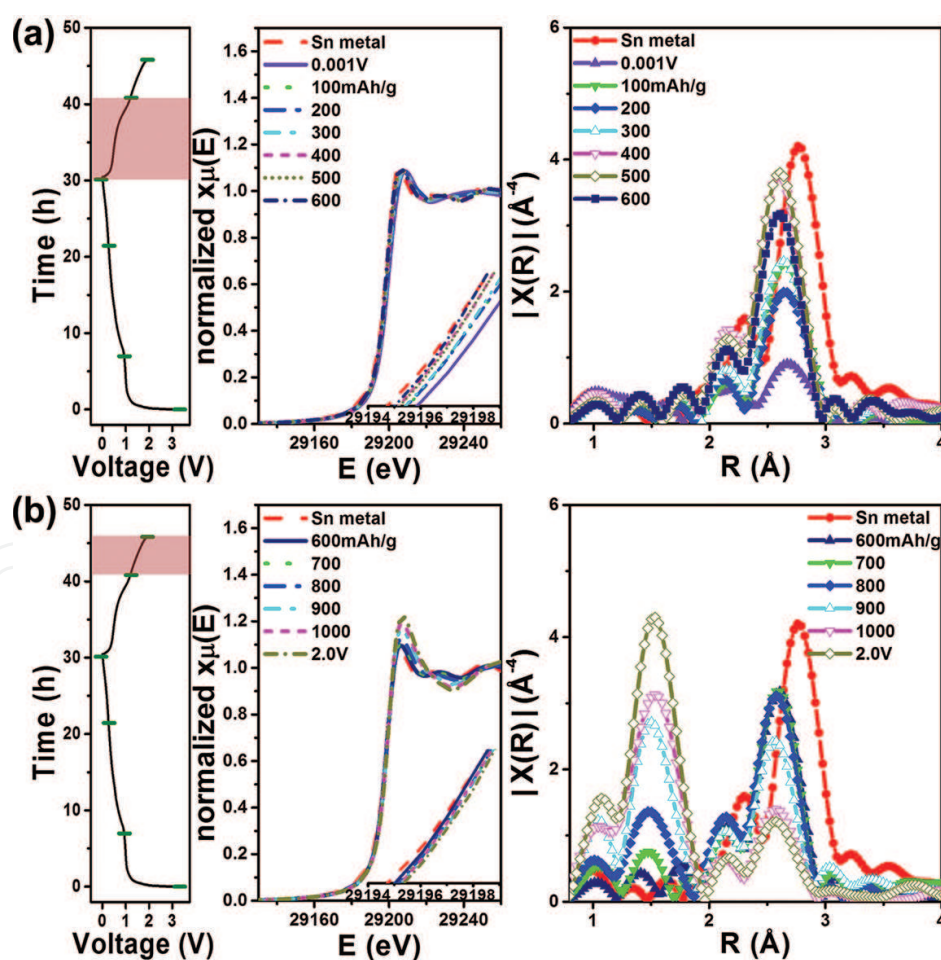 (a)
50
40
30
20
10
0
Time (h)
0 1 2 3
Voltage (V)
1.6
1.4
1.2
1.0
0.8
0.6
0.4
0.2
0.0
normalized xμ(E)
Sn metal
0.001V
100mAh/g
200
300
400
500
600
29194 29196 29198
29160 29200 29240
E (eV)
6
4
2
0
|X(R)|(Å⁻⁴)
Sn metal
0.001V
100mAh/g
200
300
400
500
600
1 2 3 4
R (Å)
(b)
50
40
30
20
10
0
Time (h)
0 1 2 3
Voltage (V)
1.6
1.4
1.2
1.0
0.8
0.6
0.4
0.2
0.0
normalized xμ(E)
Sn metal
600mAh/g
700
800
900
1000
2.0V
29194 29196 29198
29160 29200 29240
E (eV)
6
4
2
0
|X(R)|(Å⁻⁴)
Sn metal
600mAh/g
700
800
900
1000
2.0V
1 2 3 4
R (Å)